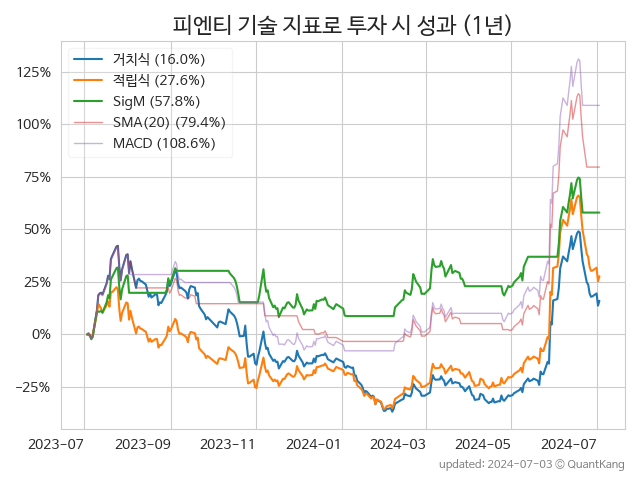 피엔티 기술 지표로 투자 시 성과 (1년)
거치식 (16.0%)
적립식 (27.6%)
SigM (57.8%)
SMA(20) (79.4%)
MACD (108.6%)
125%
100%
75%
50%
25%
0%
−25%
2023-07 2023-09 2023-11 2024-01 2024-03 2024-05 2024-07
updated: 2024-07-03 © QuantKang